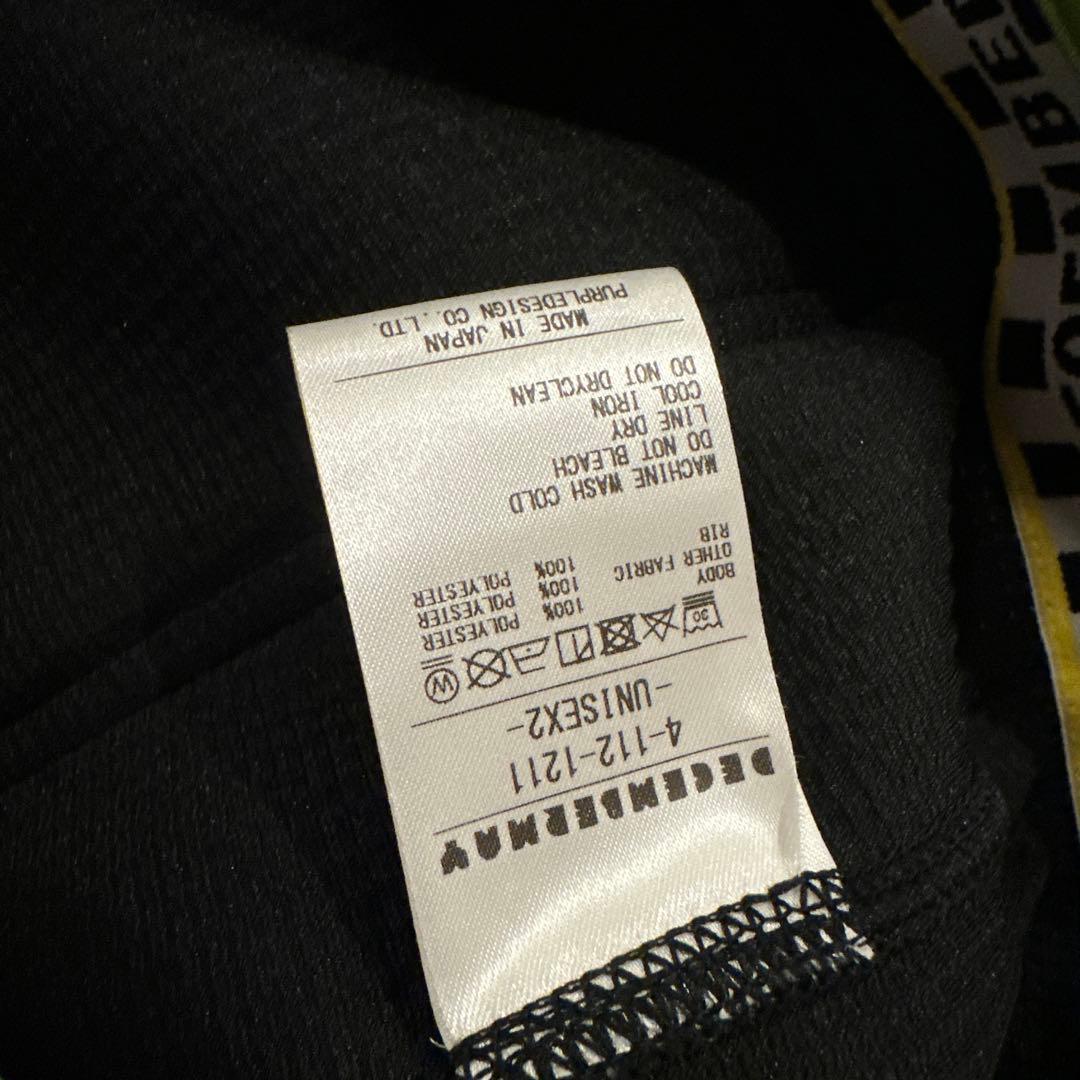 DECEMBERMAY
4-112-1211
-UNISEX2-
30
W
BODY 100% POLYESTER
OTHER FABRIC 100% POLYESTER
RIB 100% POLYESTER
MACHINE WASH COLD
DO NOT BLEACH
LINE DRY
COOL IRON
DO NOT DRYCLEAN
MADE IN JAPAN
PURPLEDESIGN CO.,LTD.